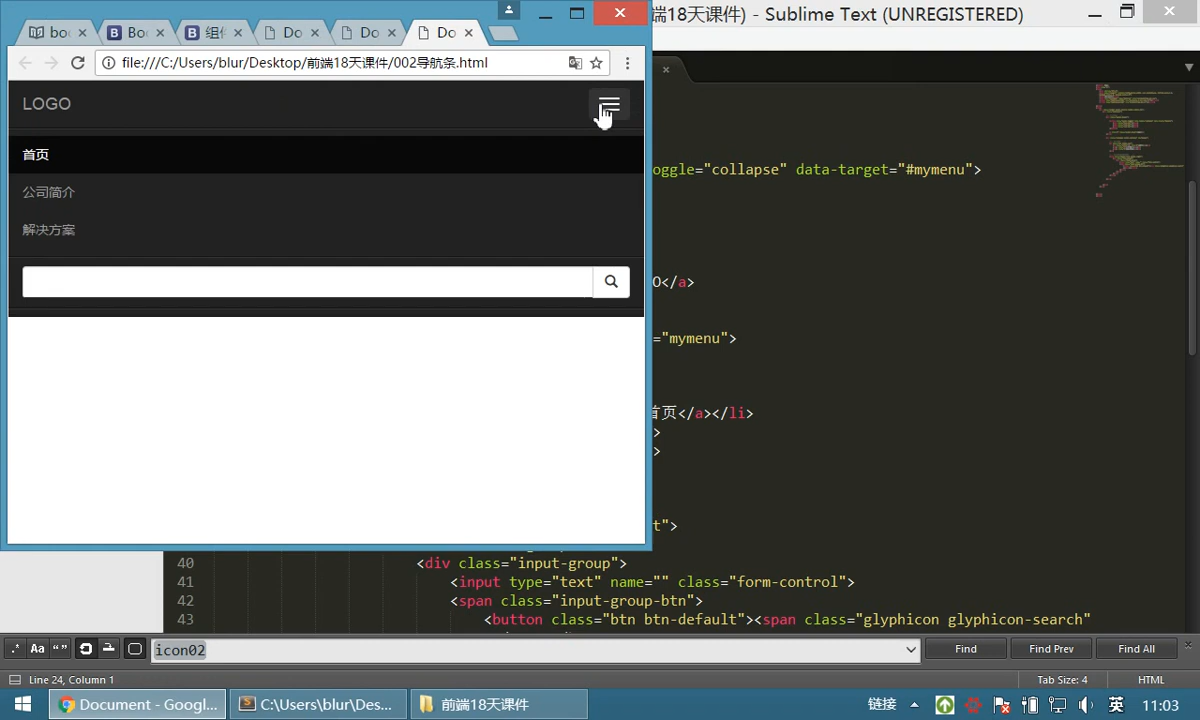 端18天课件) - Sublime Text (UNREGISTERED)
bo
Bo
组
Do
Do
Do
file:///C:/Users/blur/Desktop/前端18天课件/002导航条.html
LOGO
首页
公司简介
解决方案
oggle="collapse" data-target="#mymenu">
O</a>
="mymenu">
首页</a></li>
>
>
t">
40 <div class="input-group">
41 <input type="text" name="" class="form-control">
42 <span class="input-group-btn">
43 <button class="btn btn-default"><span class="glyphicon glyphicon-search"
.* Aa “ ”
icon02
Find
Find Prev
Find All
Line 24, Column 1
Tab Size: 4
HTML
Document - Googl...
C:\Users\blur\Des...
前端18天课件
链接
英
11:03